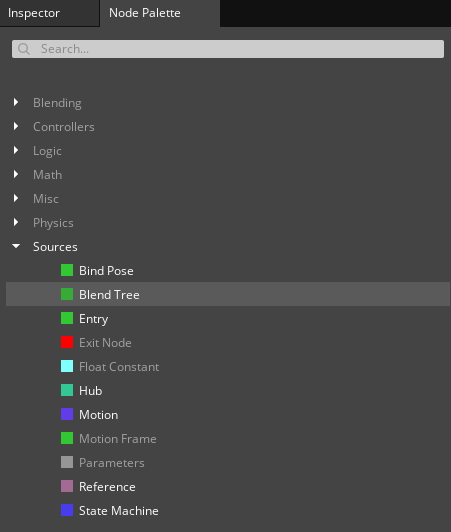 Inspector Node Palette
Search...
Blending
Controllers
Logic
Math
Misc
Physics
Sources
Bind Pose
Blend Tree
Entry
Exit Node
Float Constant
Hub
Motion
Motion Frame
Parameters
Reference
State Machine